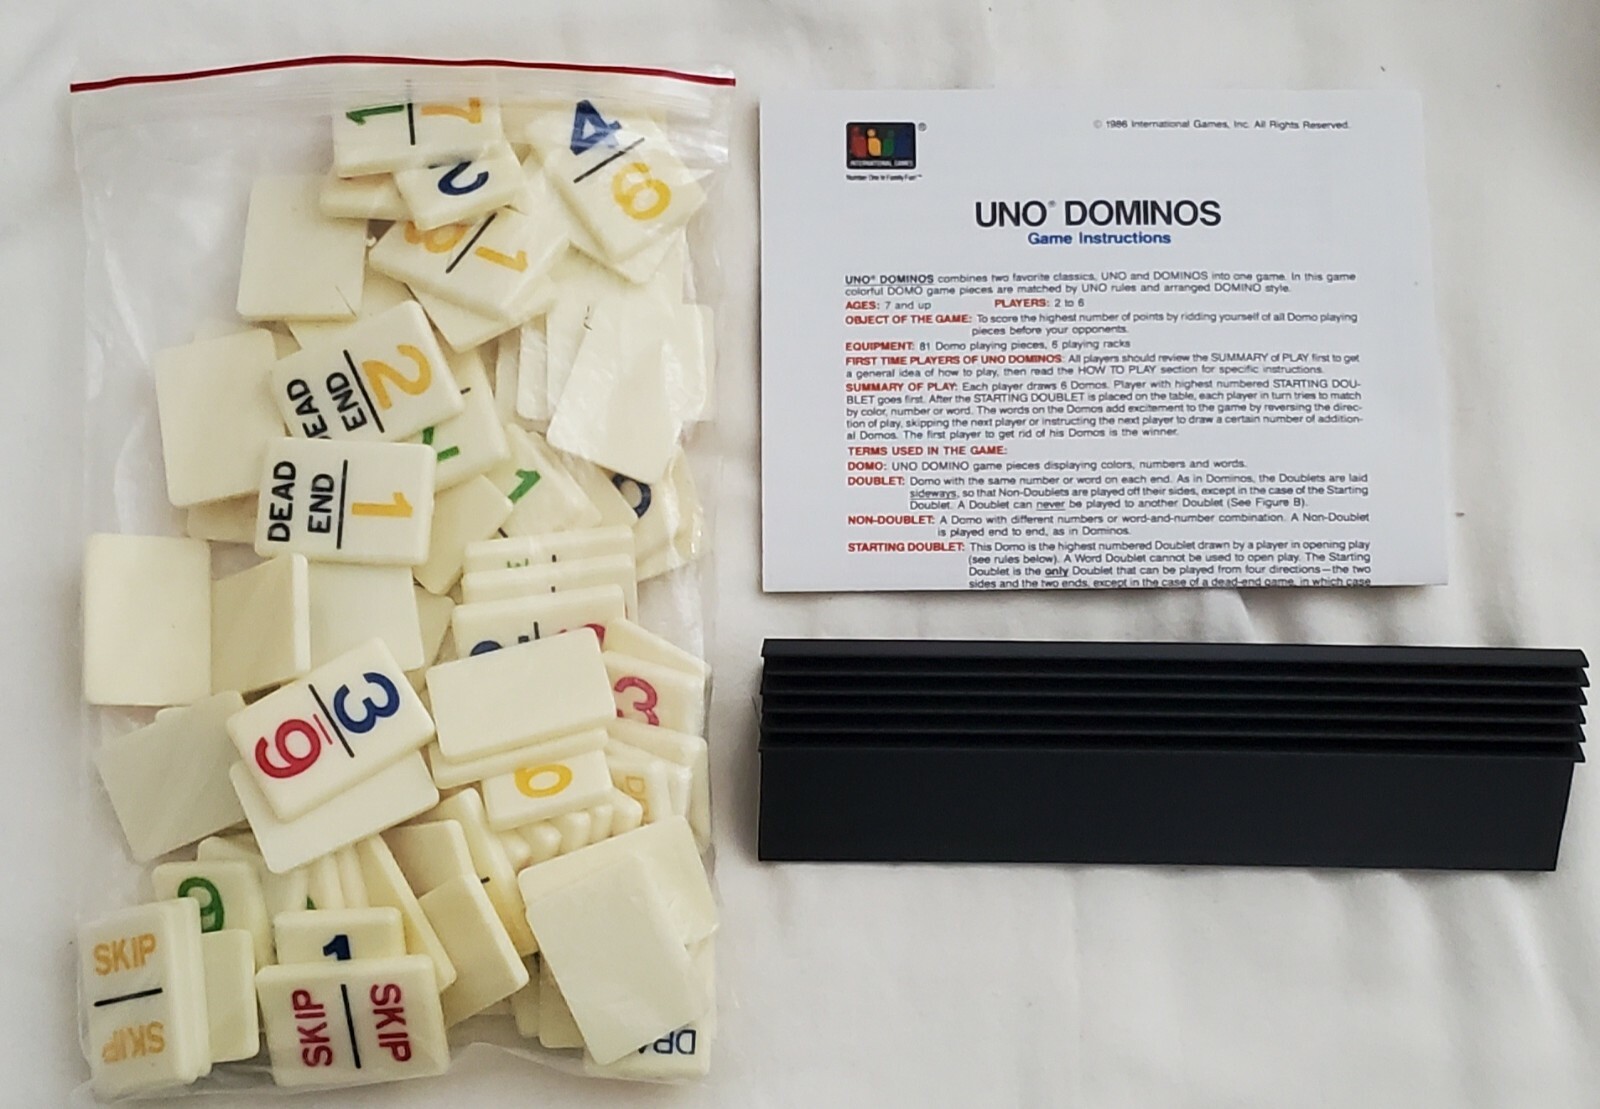 1 7
4 6
2
1
2
DEAD
END
1
DEAD
END
1
3
9
3
SKIP
SKIP
1
SKIP
SKIP
INTERNATIONAL GAMES
®
Number One In Family Fun™
© 1986 International Games, Inc. All Rights Reserved.
UNO® DOMINOS
Game Instructions
UNO® DOMINOS combines two favorite classics, UNO and DOMINOS into one game. In this game
colorful DOMO game pieces are matched by UNO rules and arranged DOMINO style.
AGES: 7 and up PLAYERS: 2 to 6
OBJECT OF THE GAME: To score the highest number of points by ridding yourself of all Domo playing
pieces before your opponents.
EQUIPMENT: 81 Domo playing pieces, 6 playing racks
FIRST TIME PLAYERS OF UNO DOMINOS: All players should review the SUMMARY of PLAY first to get
a general idea of how to play, then read the HOW TO PLAY section for specific instructions.
SUMMARY OF PLAY: Each player draws 6 Domos. Player with highest numbered STARTING DOU-
BLET goes first. After the STARTING DOUBLET is placed on the table, each player in turn tries to match
by color, number or word. The words on the Domos add excitement to the game by reversing the direc-
tion of play, skipping the next player or instructing the next player to draw a certain number of addition-
al Domos. The first player to get rid of his Domos is the winner.
TERMS USED IN THE GAME:
DOMO: UNO DOMINO game pieces displaying colors, numbers and words.
DOUBLET: Domo with the same number or word on each end. As in Dominos, the Doublets are laid
sideways, so that Non-Doublets are played off their sides, except in the case of the Starting
Doublet. A Doublet can never be played to another Doublet (See Figure B).
NON-DOUBLET: A Domo with different numbers or word-and-number combination. A Non-Doublet
is played end to end, as in Dominos.
STARTING DOUBLET: This Domo is the highest numbered Doublet drawn by a player in opening play
(see rules below). A Word Doublet cannot be used to open play. The Starting
Doublet is the only Doublet that can be played from four directions—the two
sides and the two ends, except in the case of a dead-end game, in which case